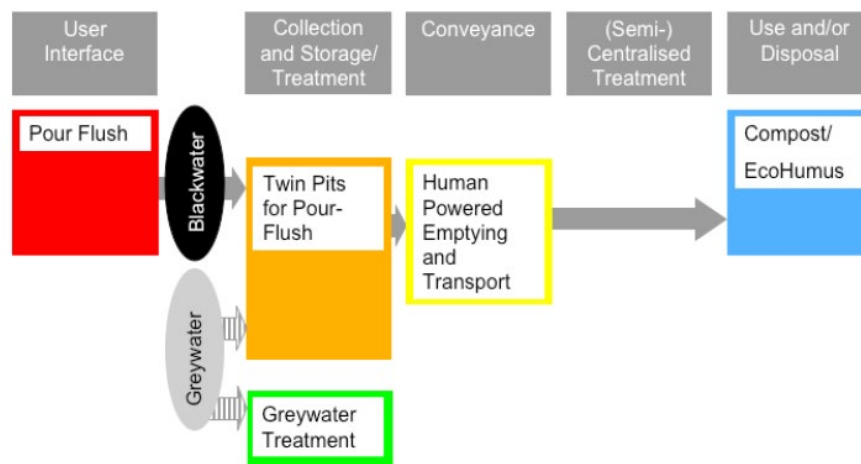 User
Interface
Collection
and Storage/
Treatment
Conveyance
(Semi-)
Centralised
Treatment
Use and/or
Disposal
Pour Flush
Blackwater
Twin Pits
for Pour-
Flush
Human
Powered
Emptying
and
Transport
Compost/
EcoHumus
Greywater
Greywater
Treatment